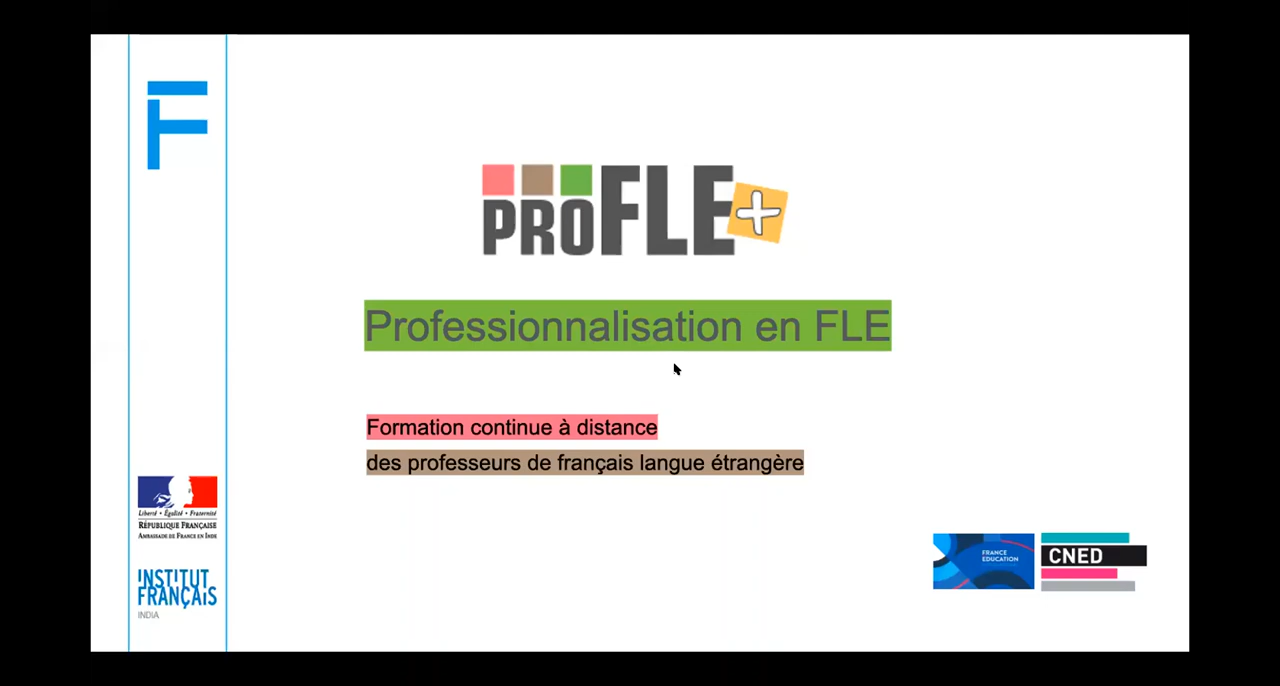 PROFLE+
Professionnalisation en FLE
Formation continue à distance
des professeurs de français langue étrangère
Liberté • Égalité • Fraternité
RÉPUBLIQUE FRANÇAISE
AMBASSADE DE FRANCE EN INDE
INSTITUT
FRANÇAIS
INDIA
FRANCE
EDUCATION
CNED